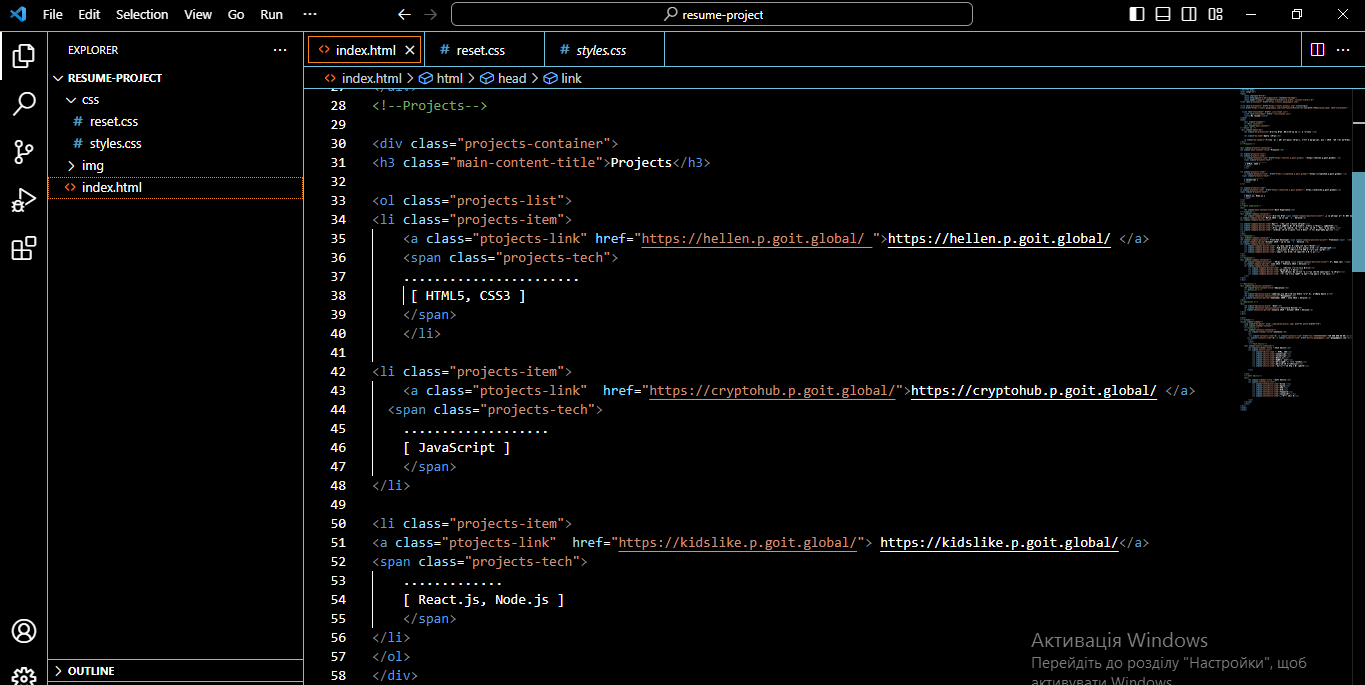 File Edit Selection View Go Run ··· resume-project
EXPLORER ···
RESUME-PROJECT
css
# reset.css
# styles.css
img
<> index.html
OUTLINE
<> index.html # reset.css # styles.css ···
<> index.html > html > head > link
27 </div>
28 <!--Projects-->
29
30 <div class="projects-container">
31 <h3 class="main-content-title">Projects</h3>
32
33 <ol class="projects-list">
34 <li class="projects-item">
35 <a class="ptojects-link" href="https://hellen.p.goit.global/ ">https://hellen.p.goit.global/ </a>
36 <span class="projects-tech">
37 .......................
38 [ HTML5, CSS3 ]
39 </span>
40 </li>
41
42 <li class="projects-item">
43 <a class="ptojects-link"  href="https://cryptohub.p.goit.global/">https://cryptohub.p.goit.global/ </a>
44 <span class="projects-tech">
45 ...................
46 [ JavaScript ]
47 </span>
48 </li>
49
50 <li class="projects-item">
51 <a class="ptojects-link"  href="https://kidslike.p.goit.global/"> https://kidslike.p.goit.global/</a>
52 <span class="projects-tech">
53 .............
54 [ React.js, Node.js ]
55 </span>
56 </li>
57 </ol>
58 </div>
Активація Windows
Перейдіть до розділу "Настройки", щоб
активувати Windows.